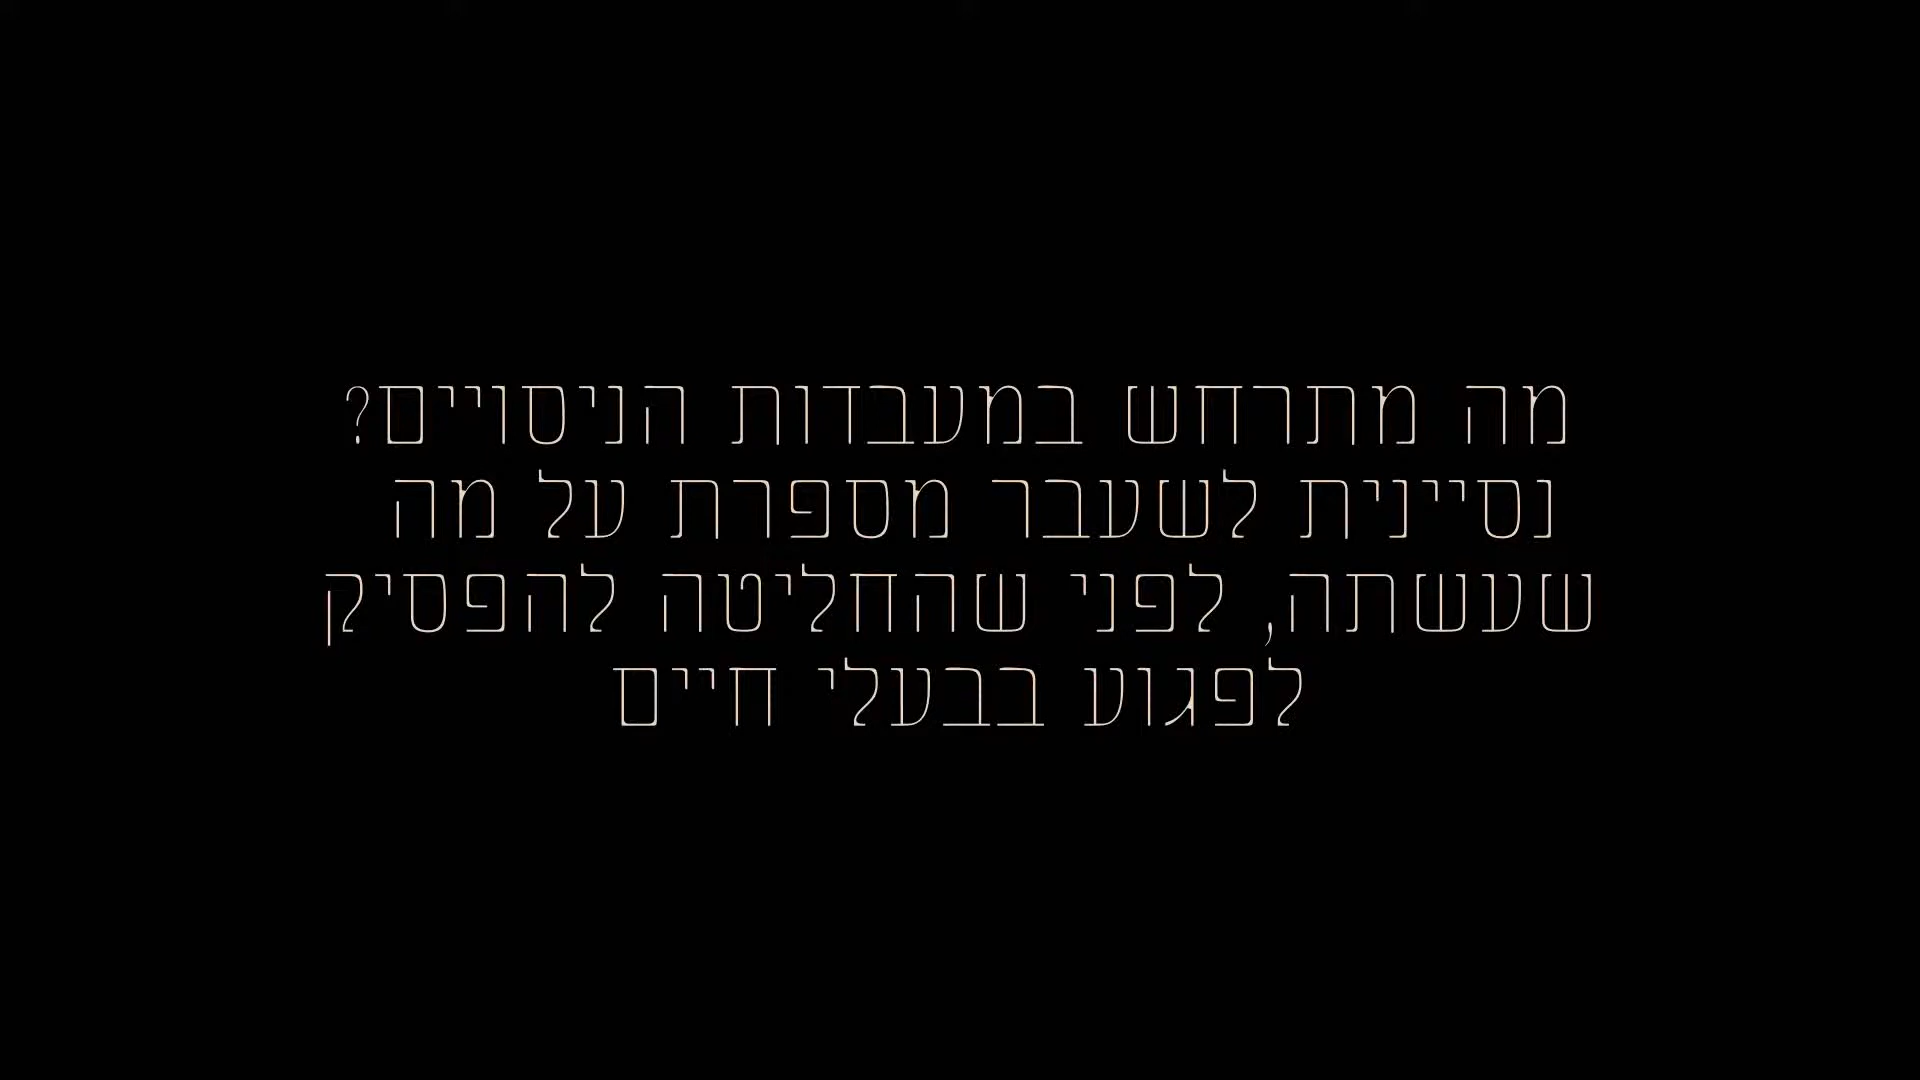 מה מתרחש במעבדות הניסויים?
נסיינית לשעבר מספרת על מה
שעשתה, לפני שהחליטה להפסיק
לפגוע בבעלי חיים